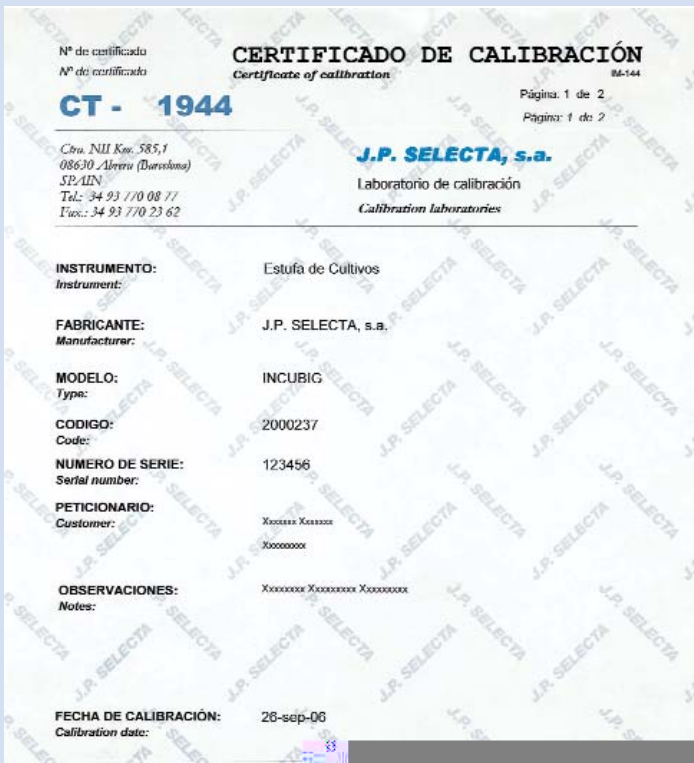 Nº de certificado
Nº de certificado
CERTIFICADO DE CALIBRACIÓN
Certificate of calibration
IM-144
CT - 1944
Página: 1 de 2
Página: 1 de 2
Ctra. NII Km. 585,1
08630 Abrera (Barcelona)
SPAIN
Tel.: 34 93 770 08 77
Fax.: 34 93 770 23 62
J.P. SELECTA, s.a.
Laboratorio de calibración
Calibration laboratories
INSTRUMENTO: Estufa de Cultivos
Instrument:
FABRICANTE: J.P. SELECTA, s.a.
Manufacturer:
MODELO: INCUBIG
Type:
CODIGO: 2000237
Code:
NUMERO DE SERIE: 123456
Serial number:
PETICIONARIO:
Customer: Xxxxxxx Xxxxxxx
Xxxxxxxxx
OBSERVACIONES: Xxxxxxxx Xxxxxxxxx Xxxxxxxxx
Notes:
FECHA DE CALIBRACIÓN: 26-sep-06
Calibration date: